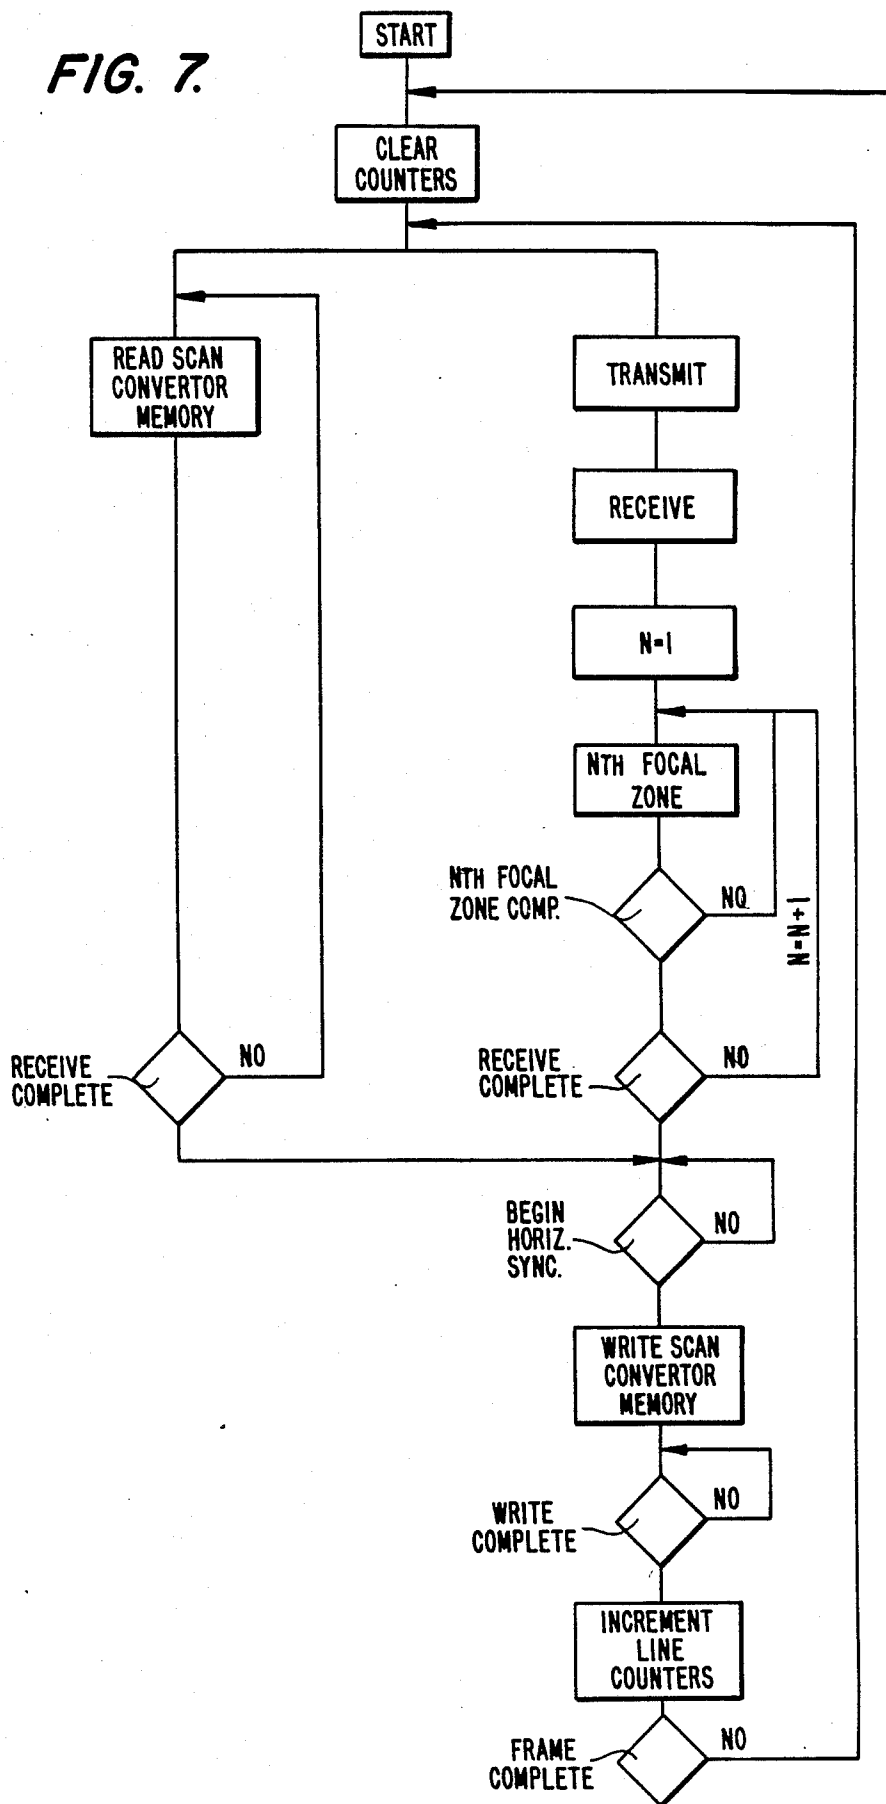 FIG. 7.
START
CLEAR
COUNTERS
READ SCAN
CONVERTOR
MEMORY
TRANSMIT
RECEIVE
N=1
NTH FOCAL
ZONE
NTH FOCAL
ZONE COMP.
NO
N=N+1
RECEIVE
COMPLETE
NO
RECEIVE
COMPLETE
NO
BEGIN
HORIZ.
SYNC.
NO
WRITE SCAN
CONVERTOR
MEMORY
WRITE
COMPLETE
NO
INCREMENT
LINE
COUNTERS
FRAME
COMPLETE
NO